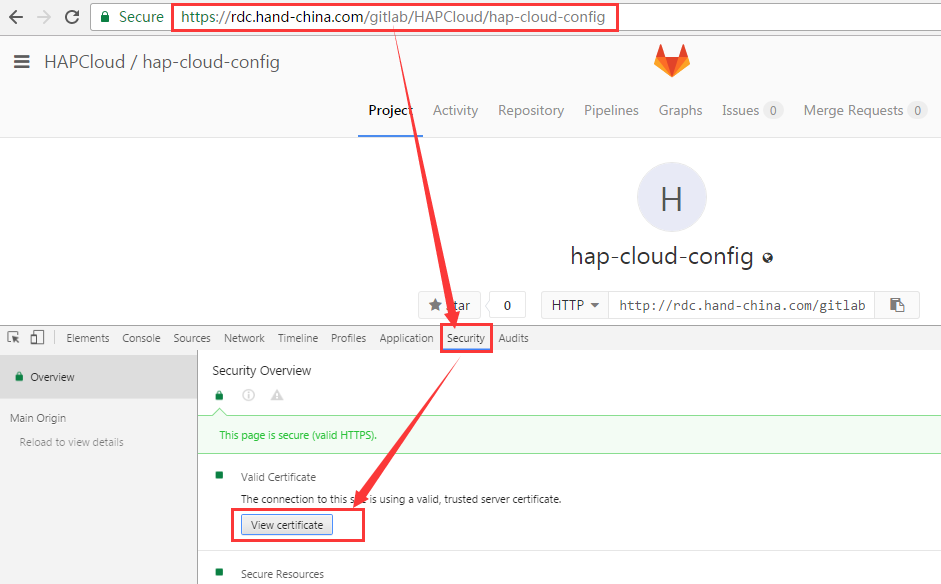 Secure https://rdc.hand-china.com/gitlab/HAPCloud/hap-cloud-config
HAPCloud / hap-cloud-config
Project Activity Repository Pipelines Graphs Issues 0 Merge Requests 0
H
hap-cloud-config
Star 0 HTTP http://rdc.hand-china.com/gitlab
Elements Console Sources Network Timeline Profiles Application Security Audits
Overview
Main Origin
Reload to view details
Security Overview
This page is secure (valid HTTPS).
Valid Certificate
The connection to this site is using a valid, trusted server certificate.
View certificate
Secure Resources